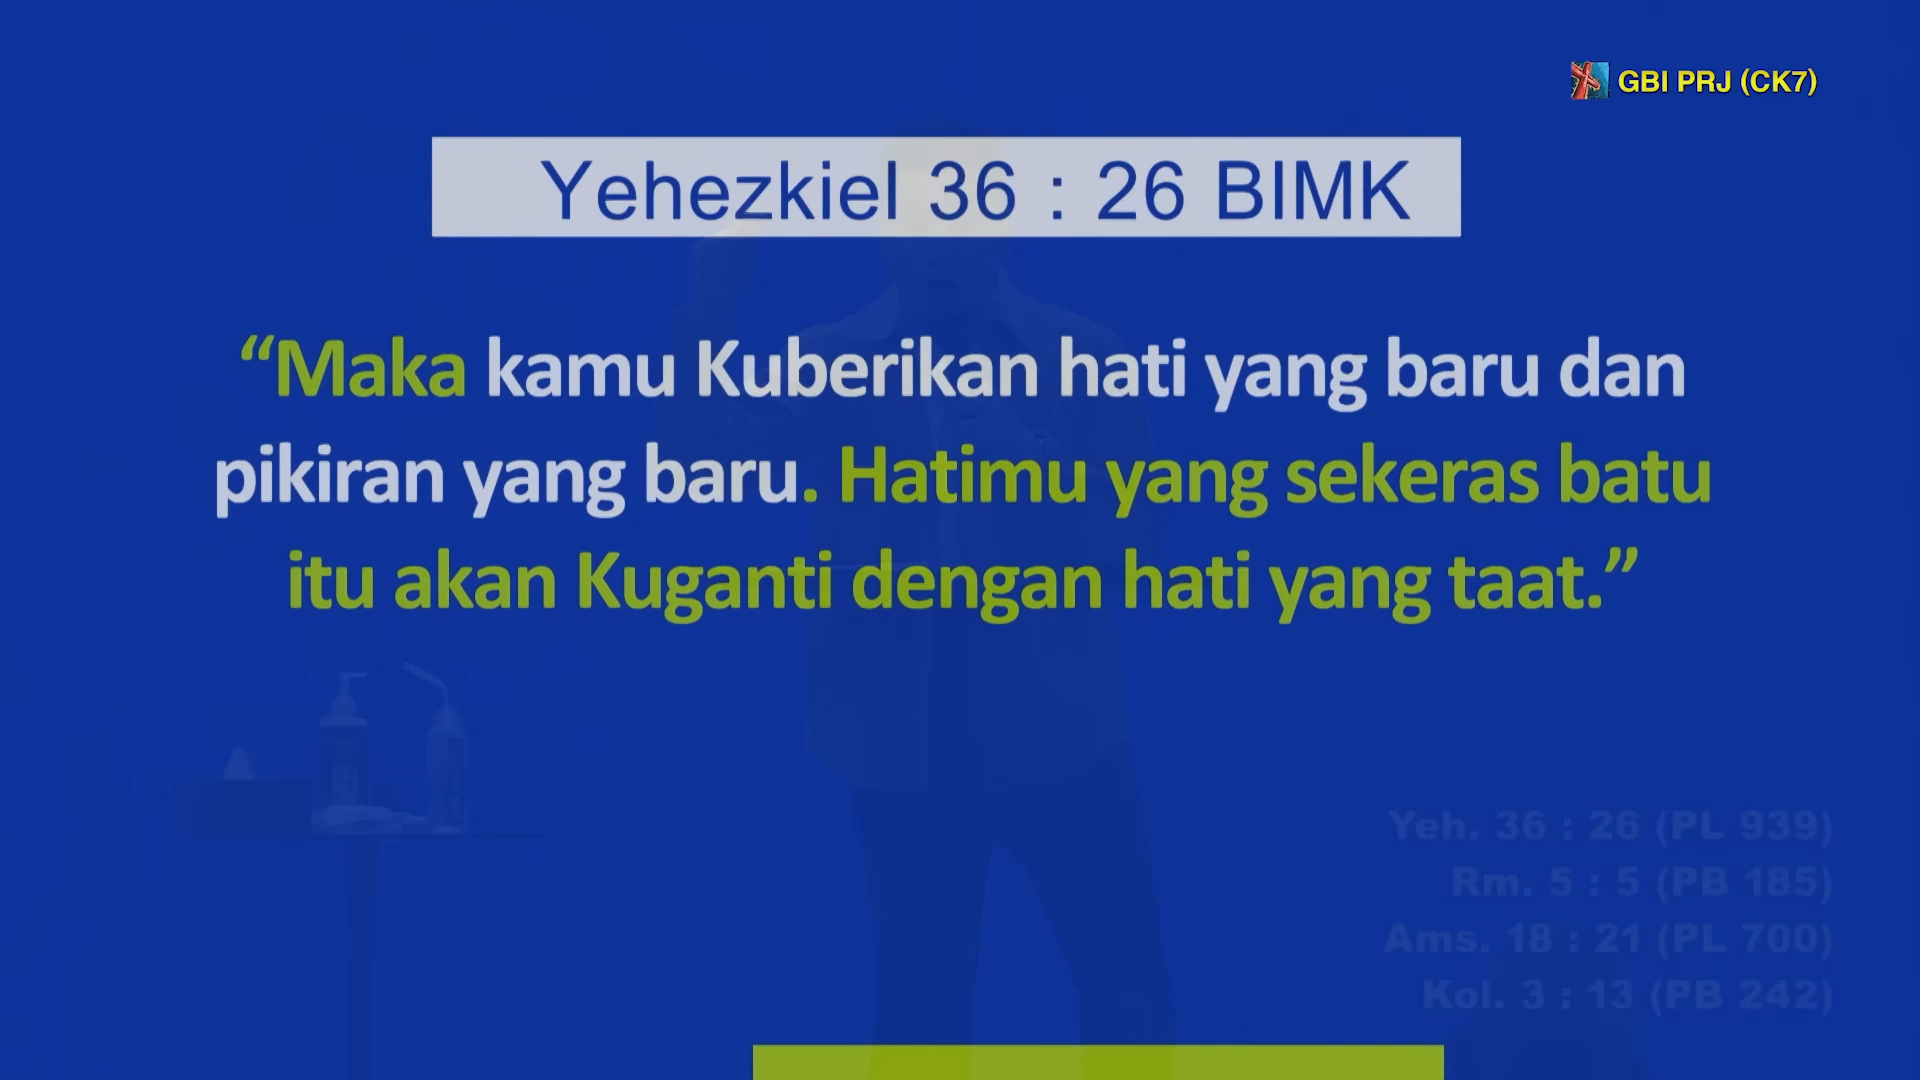 GBI PRJ (CK7)
Yehezkiel 36 : 26 BIMK
“Maka kamu Kuberikan hati yang baru dan
pikiran yang baru. Hatimu yang sekeras batu
itu akan Kuganti dengan hati yang taat.”
Yeh. 36 : 26 (PL 939)
Rm. 5 : 5 (PB 185)
Ams. 18 : 21 (PL 700)
Kol. 3 : 13 (PB 242)